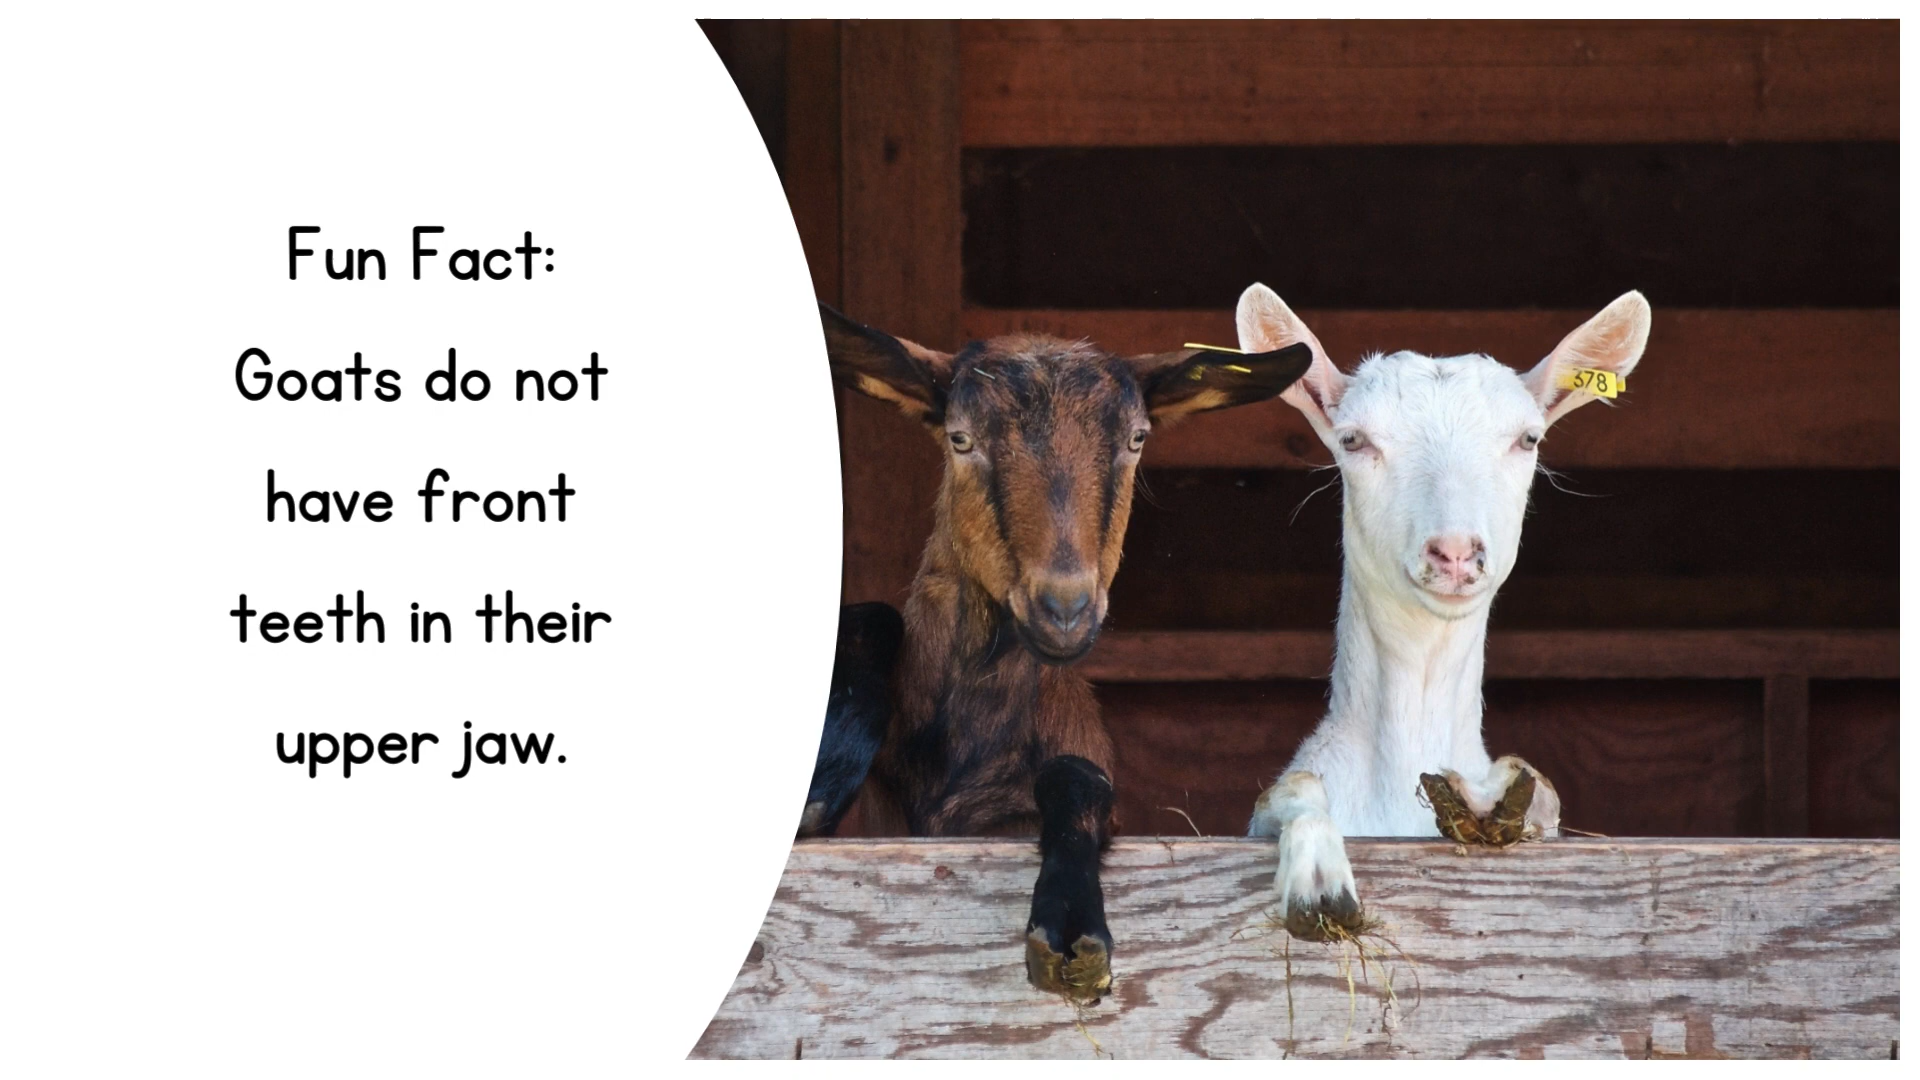 Fun Fact:
Goats do not
have front
teeth in their
upper jaw.
378